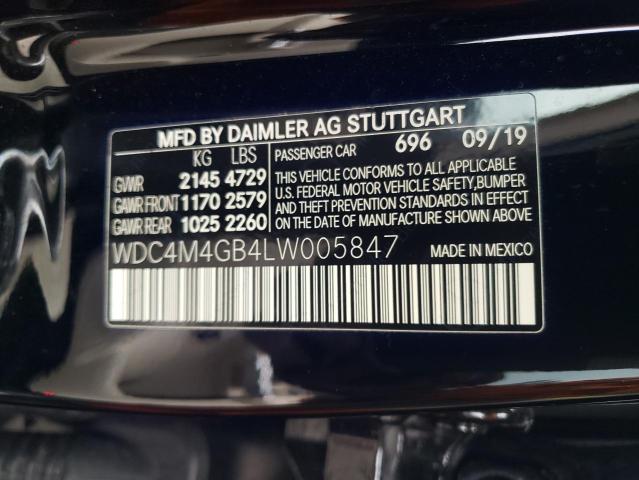 MFD BY DAIMLER AG STUTTGART
KG LBS PASSENGER CAR 696 09/19
GVWR 2145 4729 THIS VEHICLE CONFORMS TO ALL APPLICABLE
GAWR FRONT 1170 2579 U.S. FEDERAL MOTOR VEHICLE SAFETY, BUMPER
AND THEFT PREVENTION STANDARDS IN EFFECT
GAWR REAR 1025 2260 ON THE DATE OF MANUFACTURE SHOWN ABOVE.
WDC4M4GB4LW005847 MADE IN MEXICO